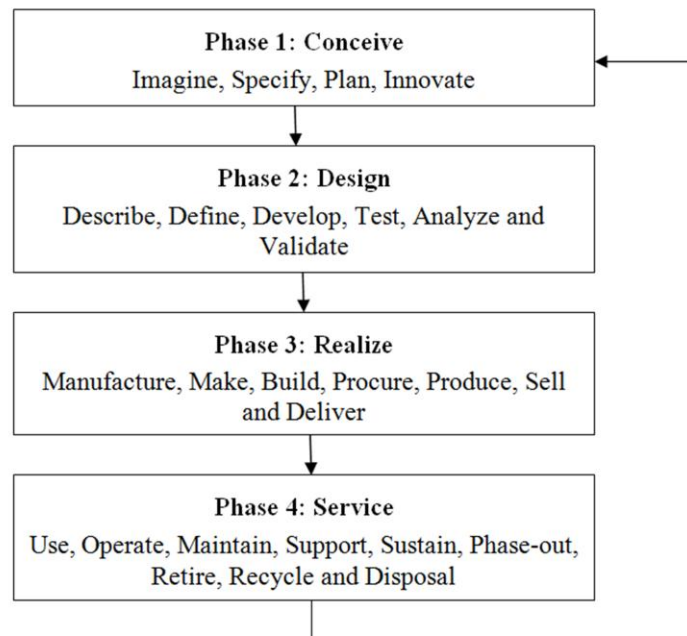 Phase 1: Conceive
Imagine, Specify, Plan, Innovate
Phase 2: Design
Describe, Define, Develop, Test, Analyze and
Validate
Phase 3: Realize
Manufacture, Make, Build, Procure, Produce, Sell
and Deliver
Phase 4: Service
Use, Operate, Maintain, Support, Sustain, Phase-out,
Retire, Recycle and Disposal